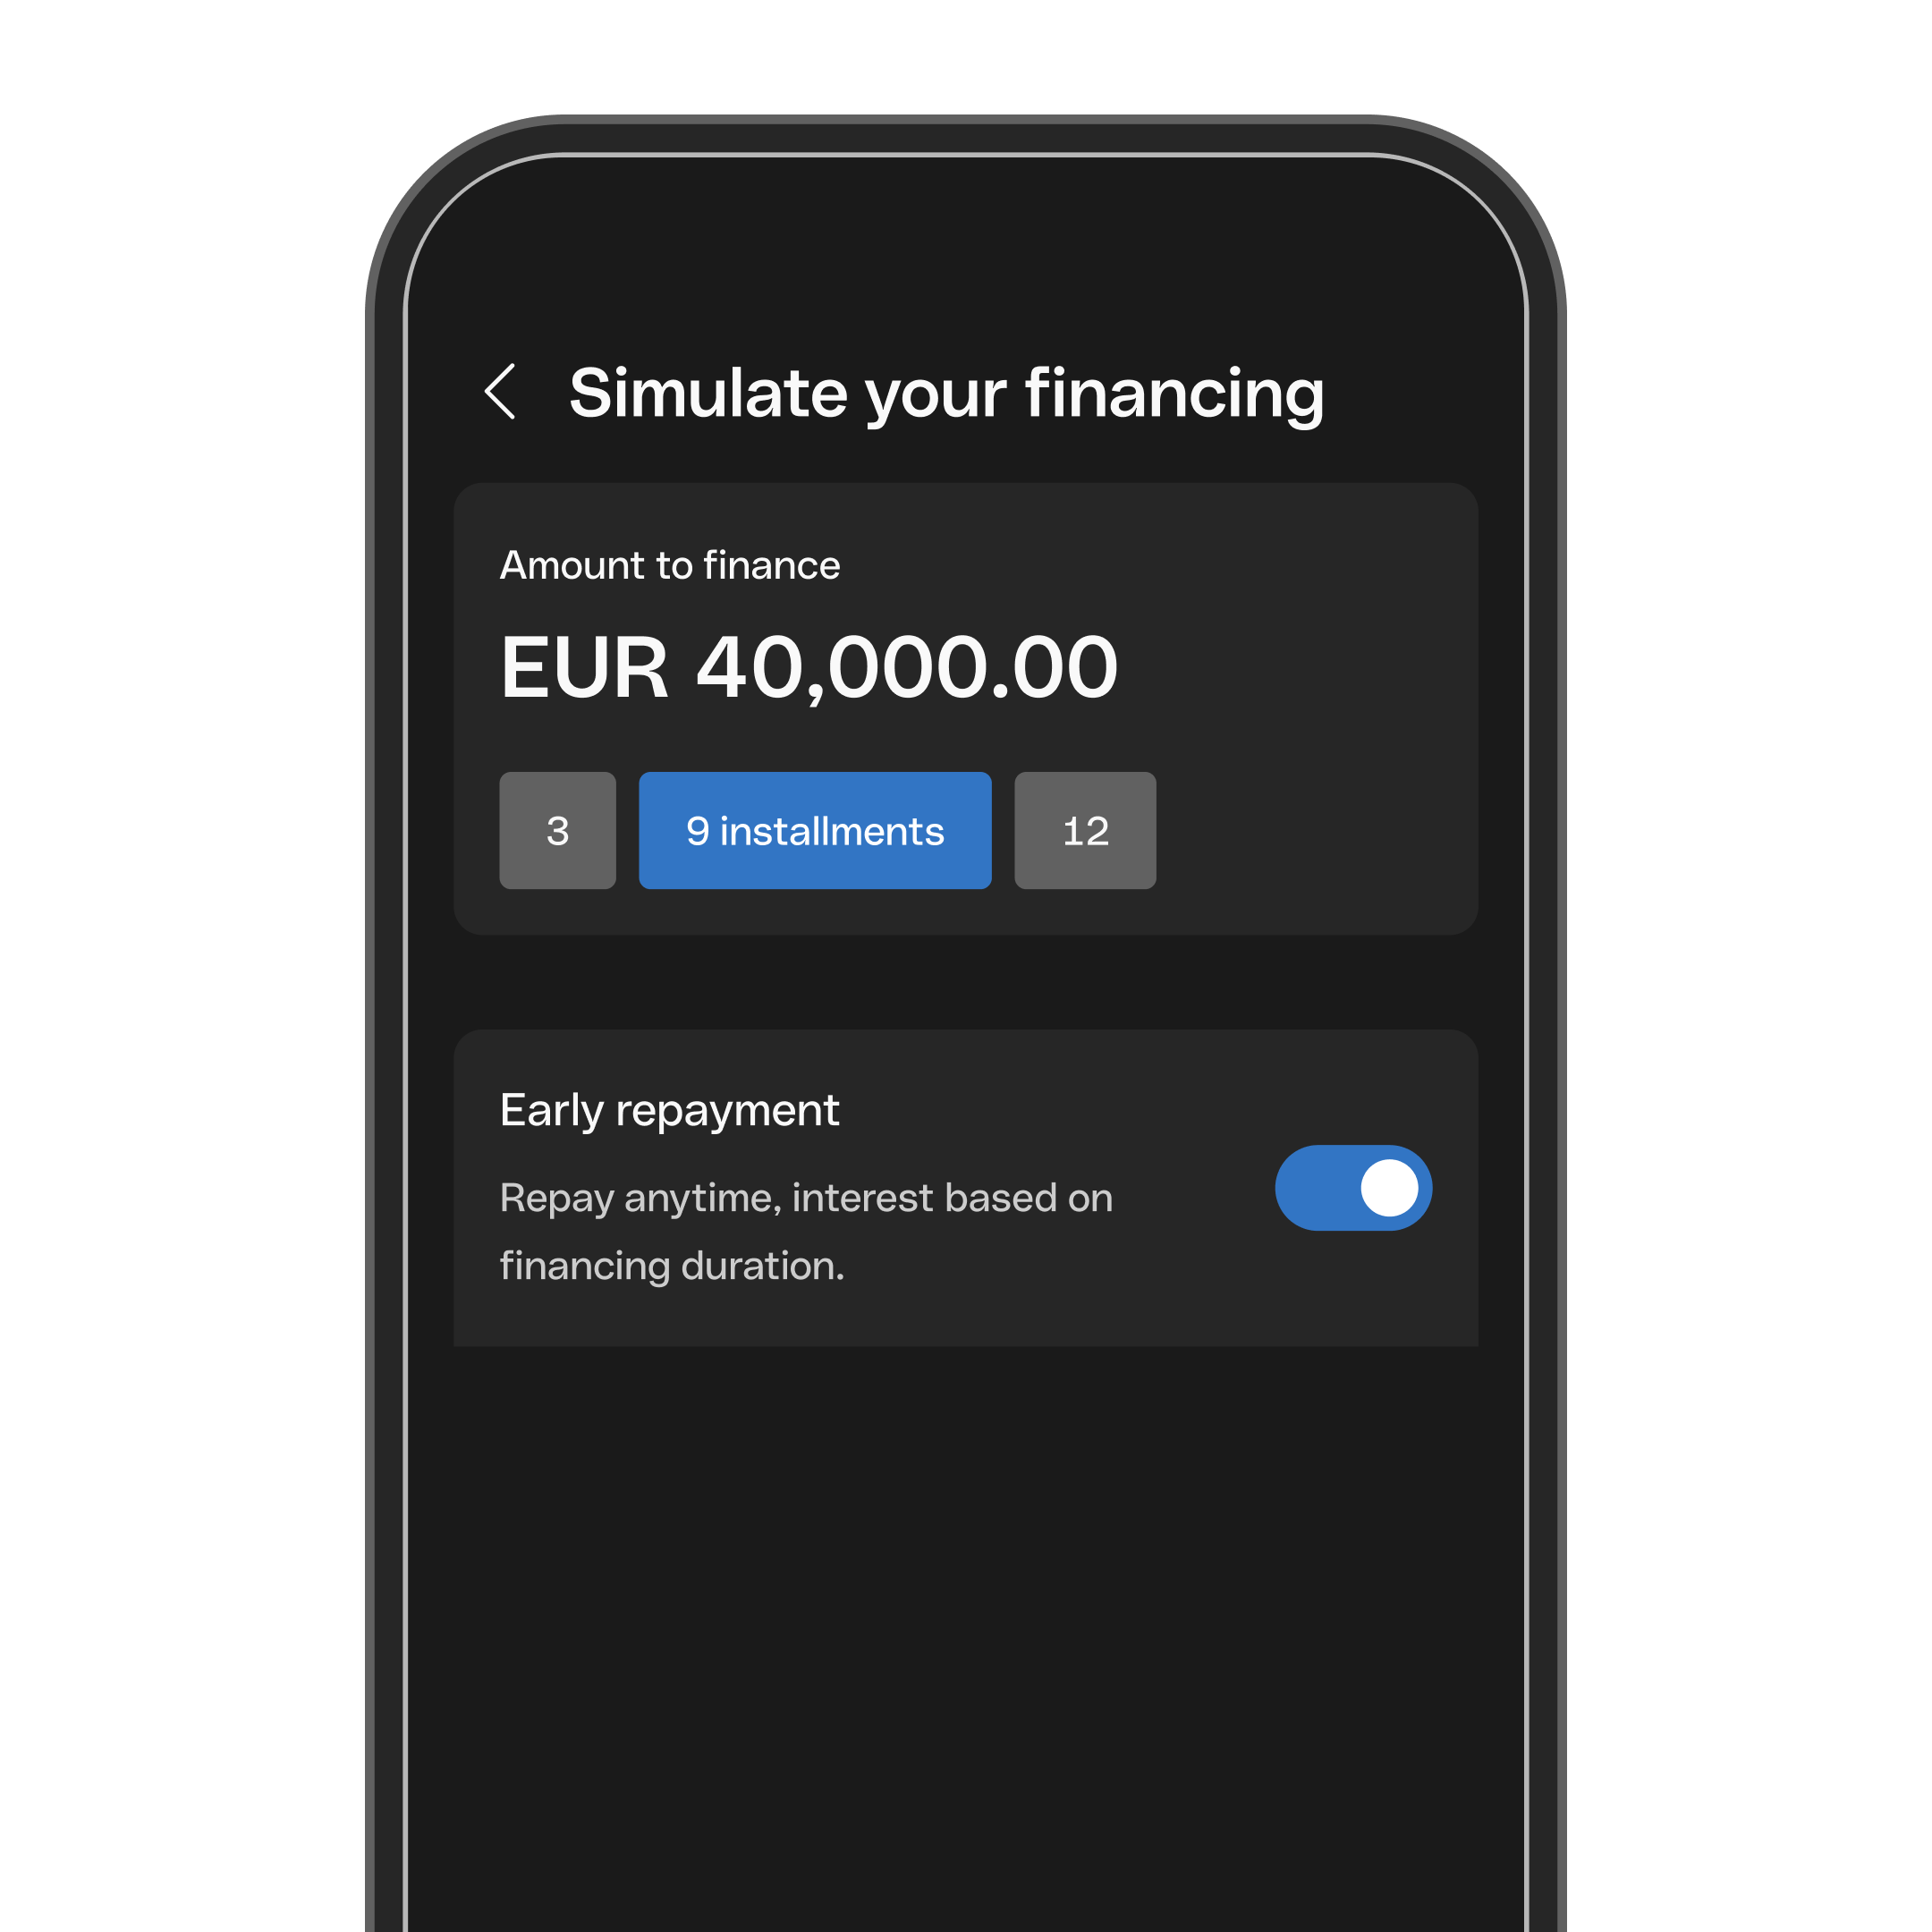 Simulate your financing
Amount to finance
EUR 40,000.00
3
9 installments
12
Early repayment
Repay anytime, interest based on
financing duration.